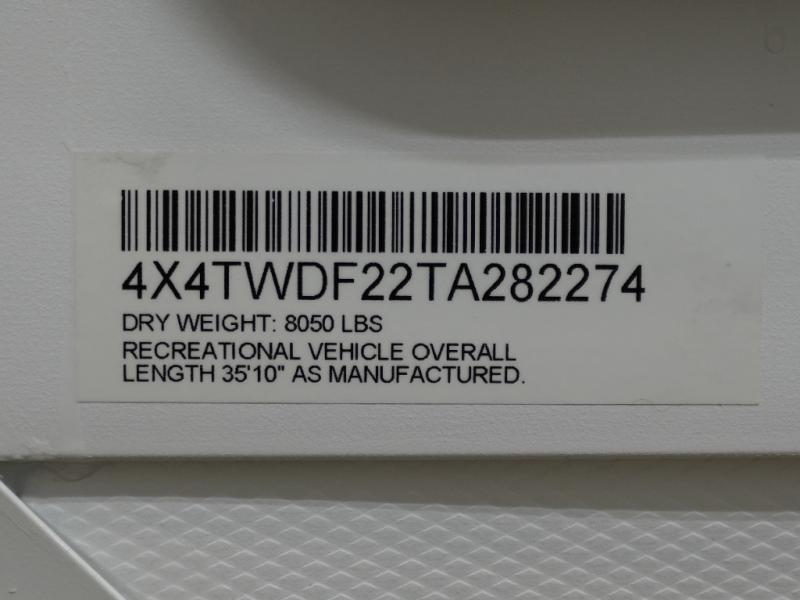 4X4TWDF22TA282274
DRY WEIGHT: 8050 LBS
RECREATIONAL VEHICLE OVERALL
LENGTH 35'10" AS MANUFACTURED.